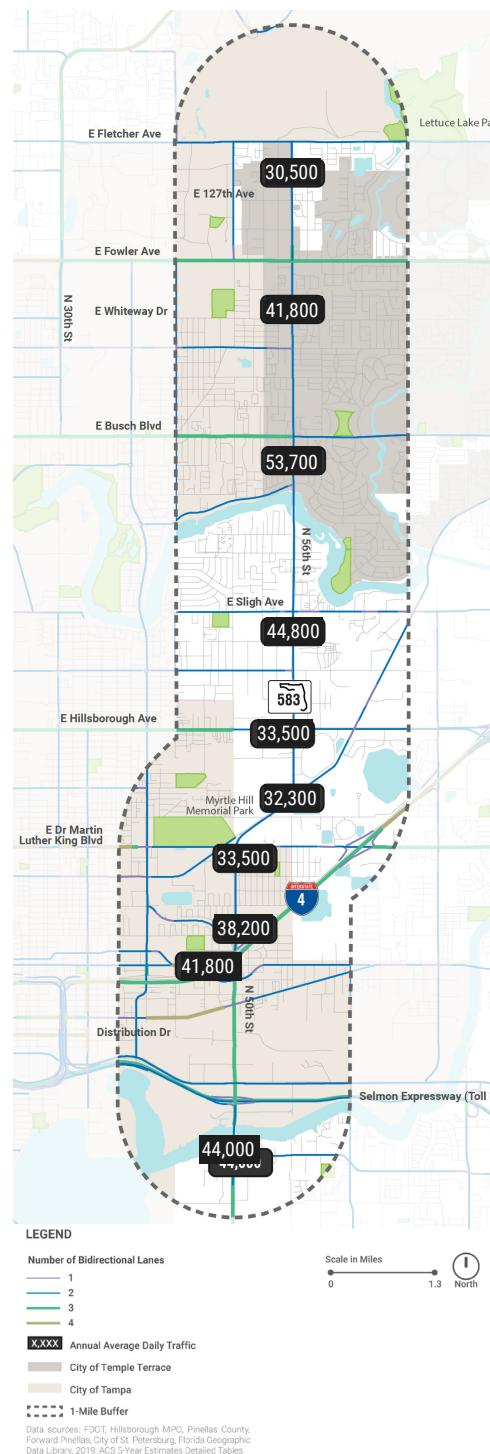 Lettuce Lake Pa
E Fletcher Ave
30,500
E 127th Ave
E Fowler Ave
N 30th St
E Whiteway Dr
41,800
E Busch Blvd
53,700
N 56th St
E Sligh Ave
44,800
583
E Hillsborough Ave
33,500
32,300
Myrtle Hill
Memorial Park
E Dr Martin
Luther King Blvd
33,500
INTERSTATE
4
38,200
41,800
N 50th St
Distribution Dr
Selmon Expressway (Toll
44,000
LEGEND
Number of Bidirectional Lanes
1
2
3
4
X,XXX Annual Average Daily Traffic
City of Temple Terrace
City of Tampa
1-Mile Buffer
Scale in Miles
0 1.3
North
Data sources: FDOT, Hillsborough MPO, Pinellas County,
Forward Pinellas, City of St. Petersburg, Florida Geographic
Data Library, 2019: ACS 5-Year Estimates Detailed Tables